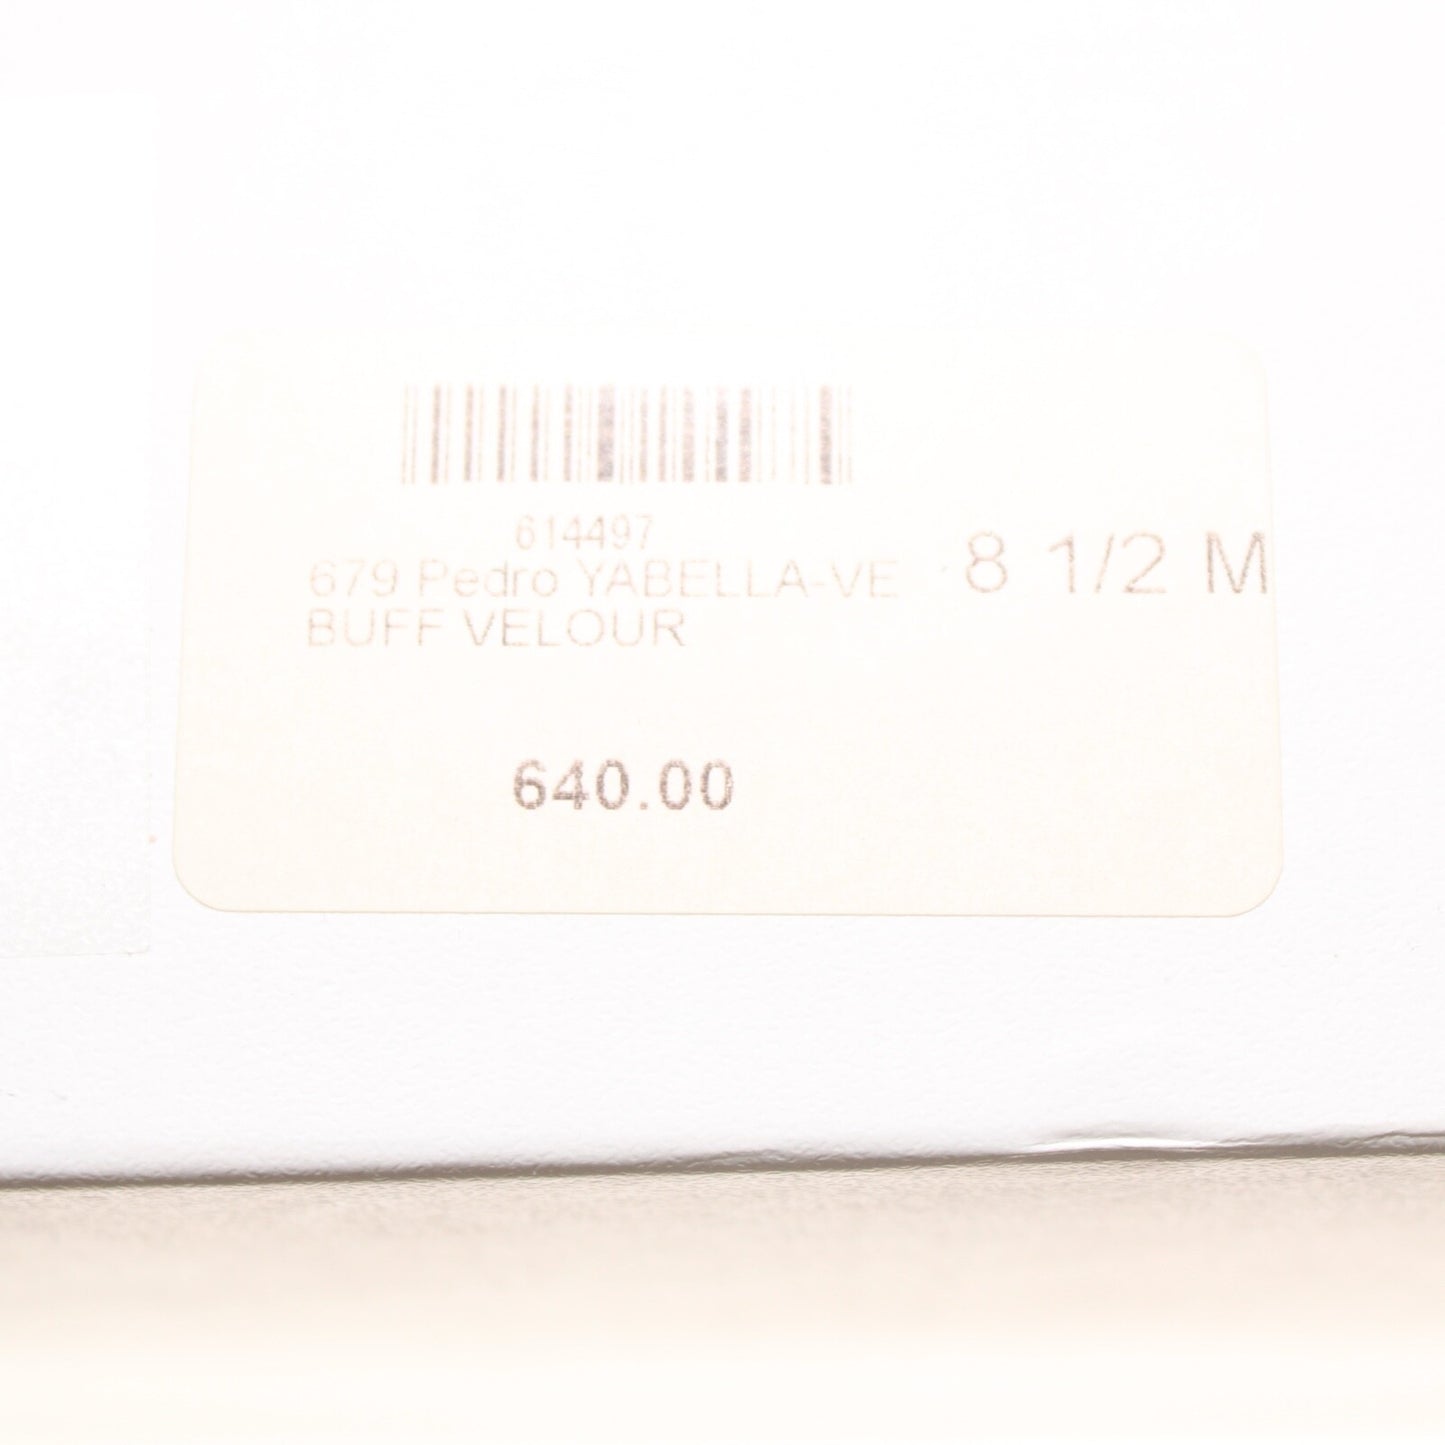 614497
679 Pedro YABELLA-VE
8 1/2 M
BUFF VELOUR
640.00